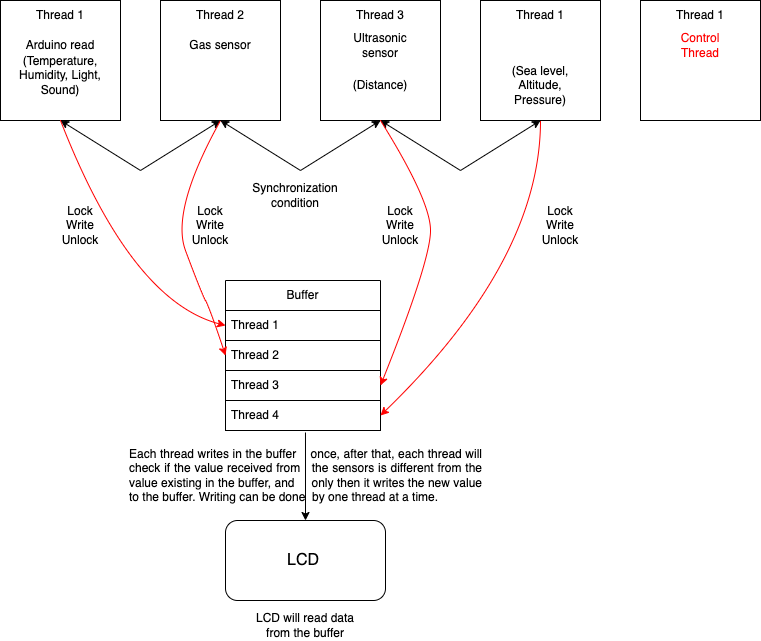 Thread 1
Arduino read
(Temperature,
Humidity, Light,
Sound)
Thread 2
Gas sensor
Thread 3
Ultrasonic
sensor
(Distance)
Thread 1
(Sea level,
Altitude,
Pressure)
Thread 1
Control
Thread
Synchronization
condition
Lock
Write
Unlock
Lock
Write
Unlock
Lock
Write
Unlock
Lock
Write
Unlock
Buffer
Thread 1
Thread 2
Thread 3
Thread 4
Each thread writes in the buffer once, after that, each thread will
check if the value received from the sensors is different from the
value existing in the buffer, and only then it writes the new value
to the buffer. Writing can be done by one thread at a time.
LCD
LCD will read data
from the buffer